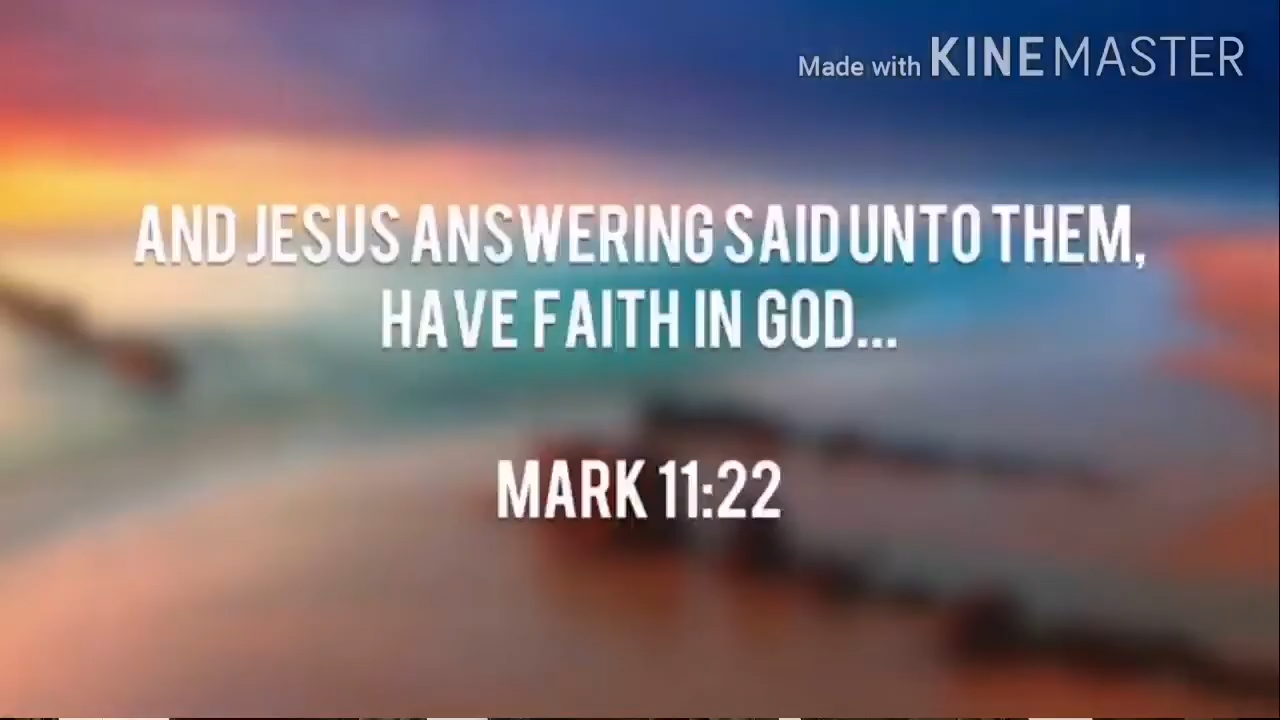 Made with KINEMASTER
AND JESUS ANSWERING SAID UNTO THEM,
HAVE FAITH IN GOD...
MARK 11:22